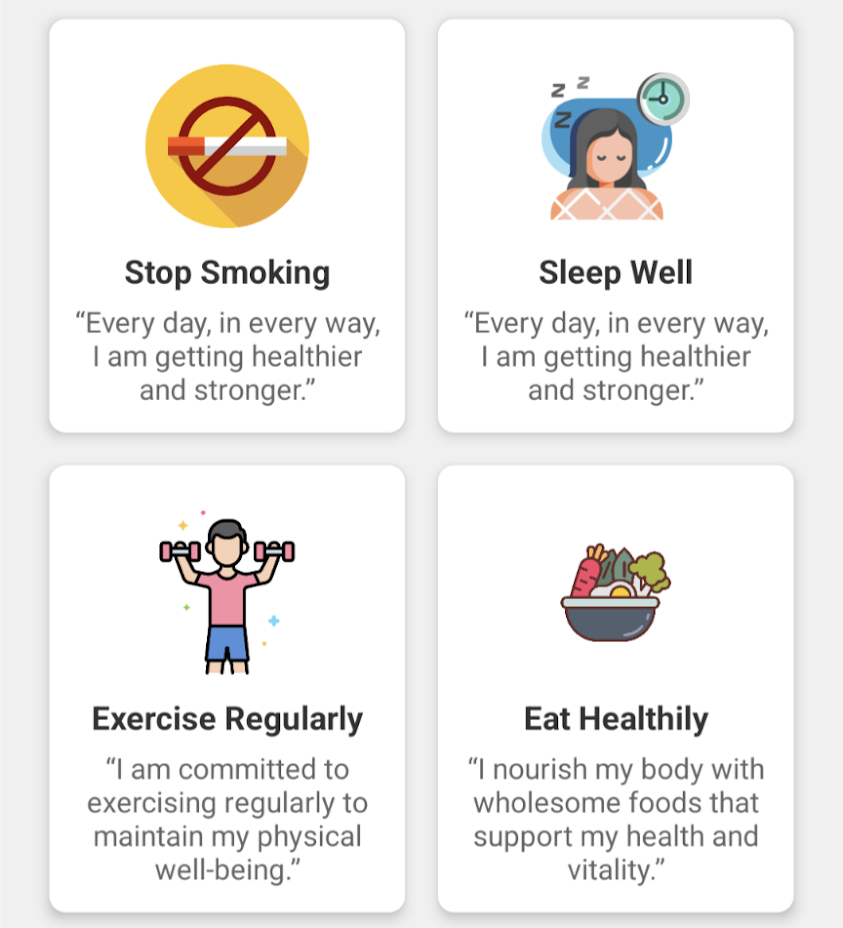 Stop Smoking
“Every day, in every way,
I am getting healthier
and stronger.”
z z
z
Sleep Well
“Every day, in every way,
I am getting healthier
and stronger.”
Exercise Regularly
“I am committed to
exercising regularly to
maintain my physical
well-being.”
Eat Healthily
“I nourish my body with
wholesome foods that
support my health and
vitality.”